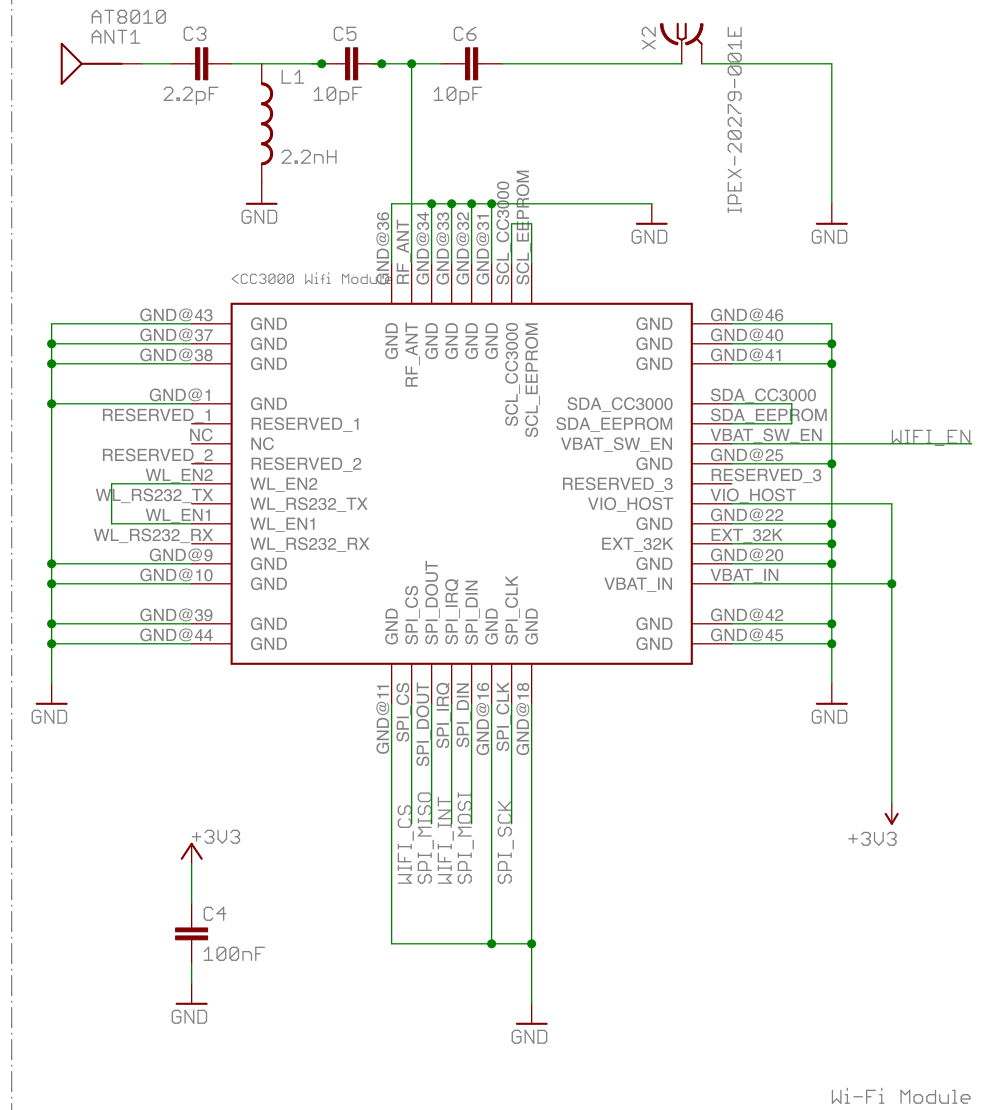 AT8010
ANT1
C3
2.2pF
L1
2.2nH
GND
C5
10pF
C6
10pF
X2
IPEX-20279-001E
GND
GND
<CC3000 Wifi Module
GND@36
RF_ANT
GND@34
GND@33
GND@32
GND@31
SCL_CC3000
SCL_EEPROM
GND
RF_ANT
GND
GND
GND
GND
SCL_CC3000
SCL_EEPROM
GND@43 GND
GND@37 GND
GND@38 GND
GND@1 GND
RESERVED_1 RESERVED_1
NC NC
RESERVED_2 RESERVED_2
WL_EN2 WL_EN2
WL_RS232_TX WL_RS232_TX
WL_EN1 WL_EN1
WL_RS232_RX WL_RS232_RX
GND@9 GND
GND@10 GND
GND@39 GND
GND@44 GND
GND
GND GND@46
GND GND@40
GND GND@41
SDA_CC3000 SDA_CC3000
SDA_EEPROM SDA_EEPROM
VBAT_SW_EN VBAT_SW_EN WIFI_EN
GND GND@25
RESERVED_3 RESERVED_3
VIO_HOST VIO_HOST
GND GND@22
EXT_32K EXT_32K
GND GND@20
VBAT_IN VBAT_IN
GND GND@42
GND GND@45
GND
+3V3
GND
SPI_CS
SPI_DOUT
SPI_IRQ
SPI_DIN
GND
SPI_CLK
GND
GND@11
SPI_CS
SPI_DOUT
SPI_IRQ
SPI_DIN
GND@16
SPI_CLK
GND@18
WIFI_CS
SPI_MISO
WIFI_INT
SPI_MOSI
SPI_SCK
GND
+3V3
C4
100nF
GND
Wi-Fi Module